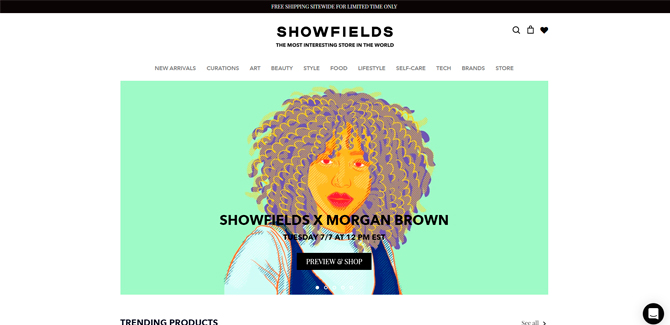 FREE SHIPPING SITEWIDE FOR LIMITED TIME ONLY
SHOWFIELDS
THE MOST INTERESTING STORE IN THE WORLD
NEW ARRIVALS CURATIONS ART BEAUTY STYLE FOOD LIFESTYLE SELF-CARE TECH BRANDS STORE
SHOWFIELDS X MORGAN BROWN
TUESDAY 7/7 AT 12 PM EST
PREVIEW & SHOP
TRENDING PRODUCTS See all